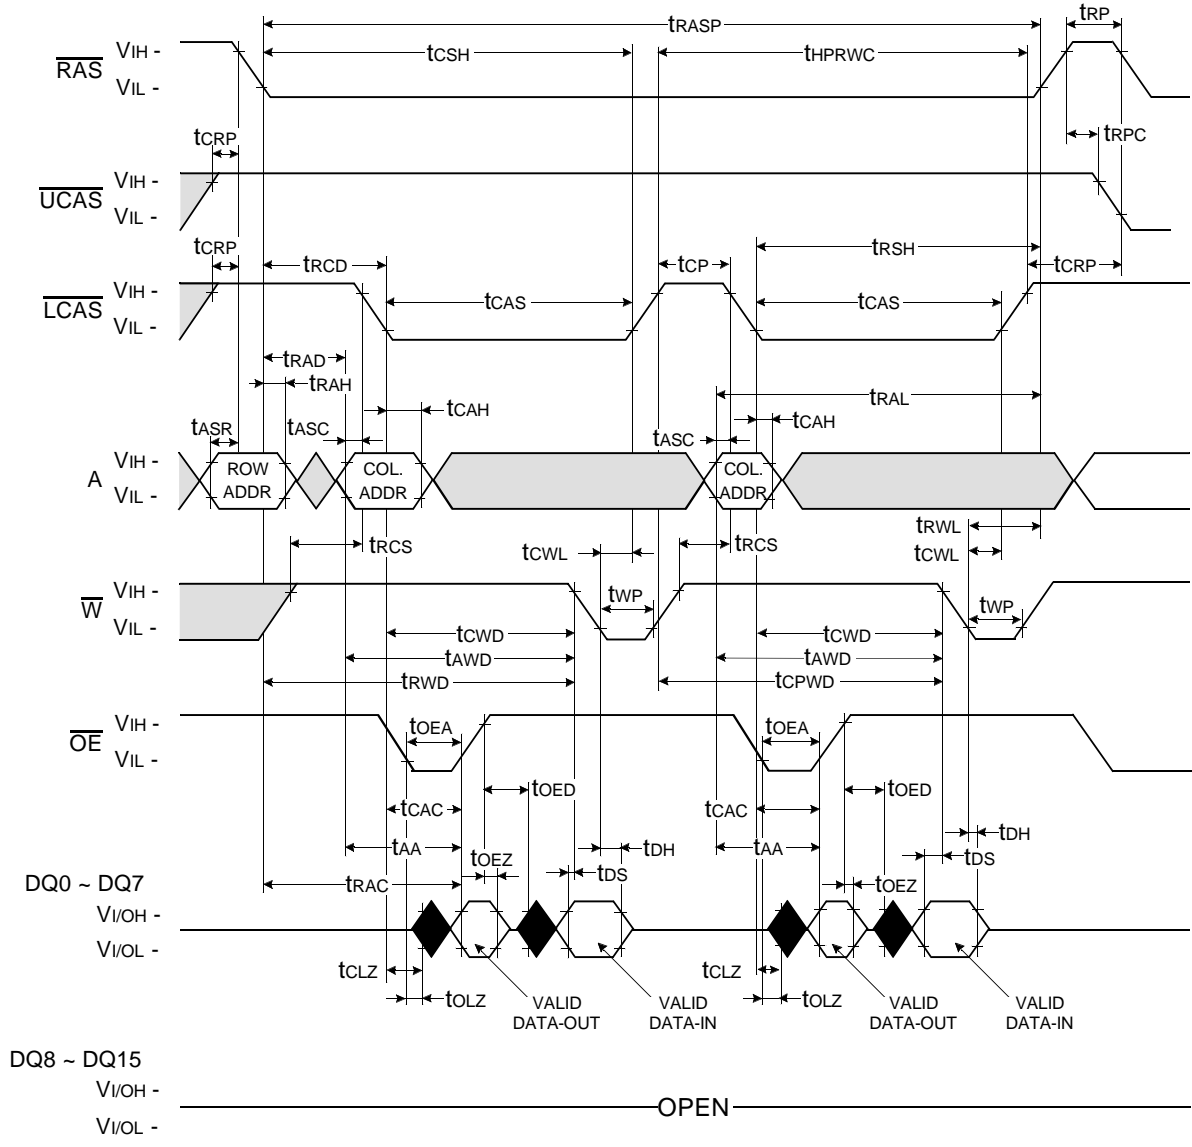 tRASP
tRP
RAS
VIH -
VIL -
tCSH
tHPRWC
tCRP
tRPC
UCAS
VIH -
VIL -
tCRP
tRCD
tCP
tRSH
tCRP
LCAS
VIH -
VIL -
tCAS
tCAS
tRAD
tRAH
tCAH
tRAL
tCAH
tASR
tASC
tASC
A
VIH -
VIL -
ROW
ADDR
COL.
ADDR
COL.
ADDR
tRCS
tCWL
tRCS
tRWL
tCWL
W
VIH -
VIL -
tWP
tWP
tCWD
tCWD
tAWD
tAWD
tRWD
tCPWD
OE
VIH -
VIL -
tOEA
tOEA
tOED
tOED
tCAC
tCAC
tDH
tDH
tAA
tOEZ
tDS
tAA
tOEZ
tDS
tRAC
DQ0 ~ DQ7
VI/OH -
VI/OL -
tCLZ
tOLZ
VALID
DATA-OUT
VALID
DATA-IN
tCLZ
tOLZ
VALID
DATA-OUT
VALID
DATA-IN
DQ8 ~ DQ15
VI/OH -
VI/OL -
OPEN